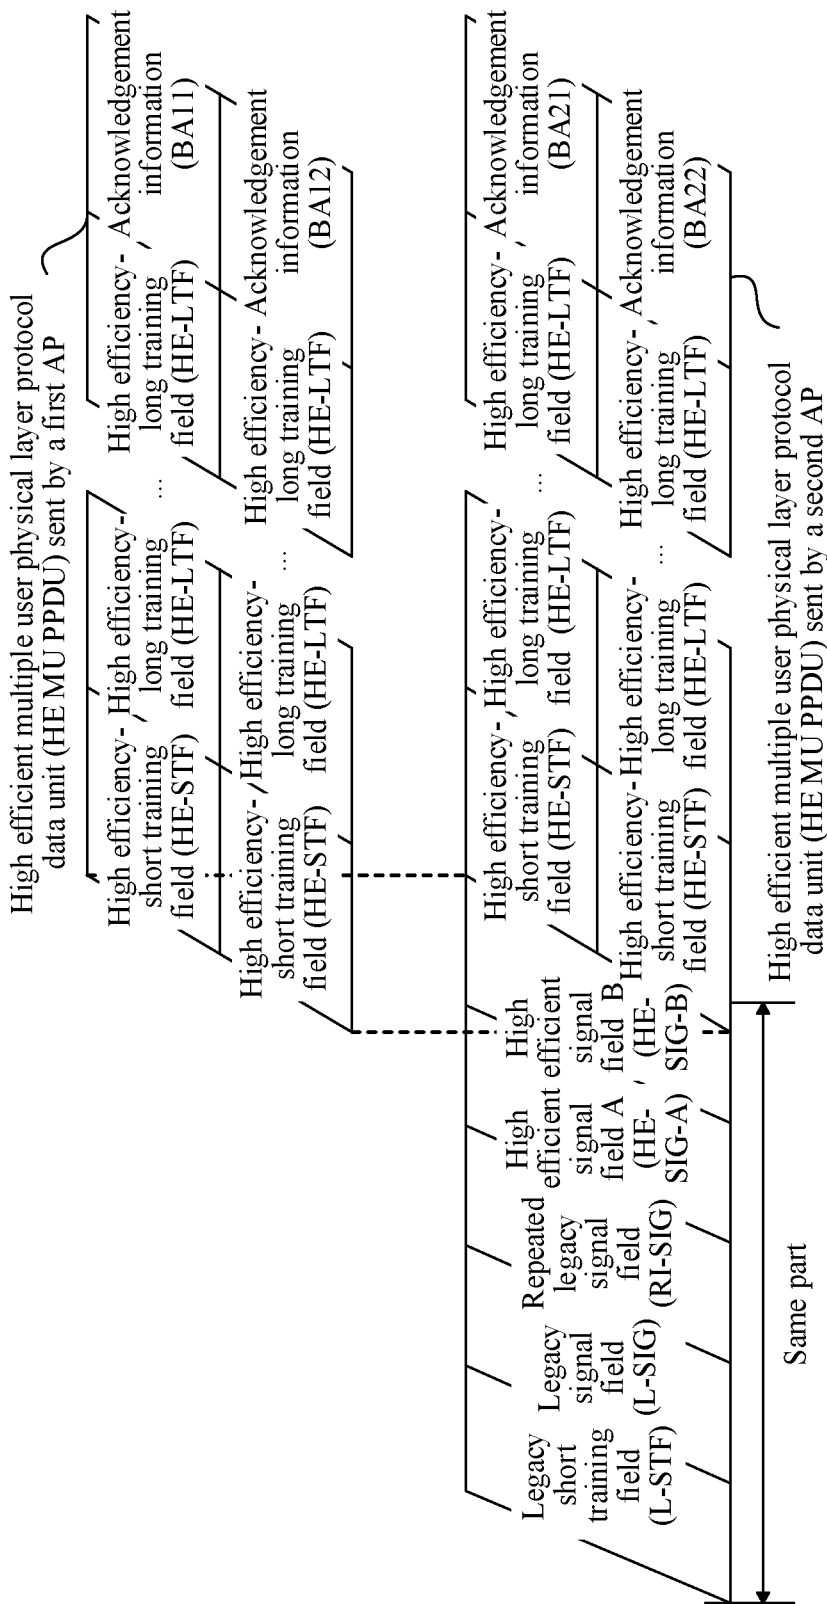 High efficient multiple user physical layer protocol
data unit (HE MU PPDU) sent by a first AP
High efficiency-
short training
field (HE-STF)
High efficiency-
long training
field (HE-LTF)
...
High efficiency-
long training
field (HE-LTF)
Acknowledgement
information
(BA11)
High efficiency-
short training
field (HE-STF)
High efficiency-
long training
field (HE-LTF)
...
High efficiency-
long training
field (HE-LTF)
Acknowledgement
information
(BA12)
Legacy
short
training
field
(L-STF)
Legacy
signal
field
(L-SIG)
Repeated
legacy
signal
field
(RI-SIG)
High
efficient
signal
field A
(HE-
SIG-A)
High
efficient
signal
field B
(HE-
SIG-B)
High efficiency-
short training
field (HE-STF)
High efficiency-
long training
field (HE-LTF)
...
High efficiency-
long training
field (HE-LTF)
Acknowledgement
information
(BA21)
High efficiency-
short training
field (HE-STF)
High efficiency-
long training
field (HE-LTF)
...
High efficiency-
long training
field (HE-LTF)
Acknowledgement
information
(BA22)
Same part
High efficient multiple user physical layer protocol
data unit (HE MU PPDU) sent by a second AP